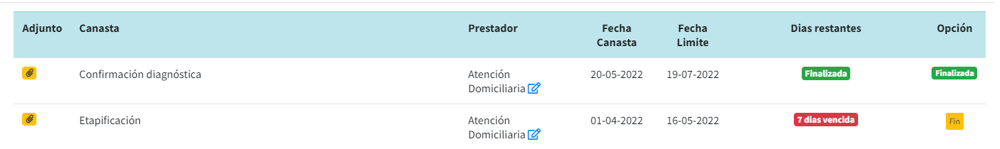 Adjunto Canasta Prestador Fecha Canasta Fecha Limite Dias restantes Opción
Confirmación diagnóstica Atención Domiciliaria 20-05-2022 19-07-2022 Finalizada Finalizada
Etapificación Atención Domiciliaria 01-04-2022 16-05-2022 7 dias vencida Fin